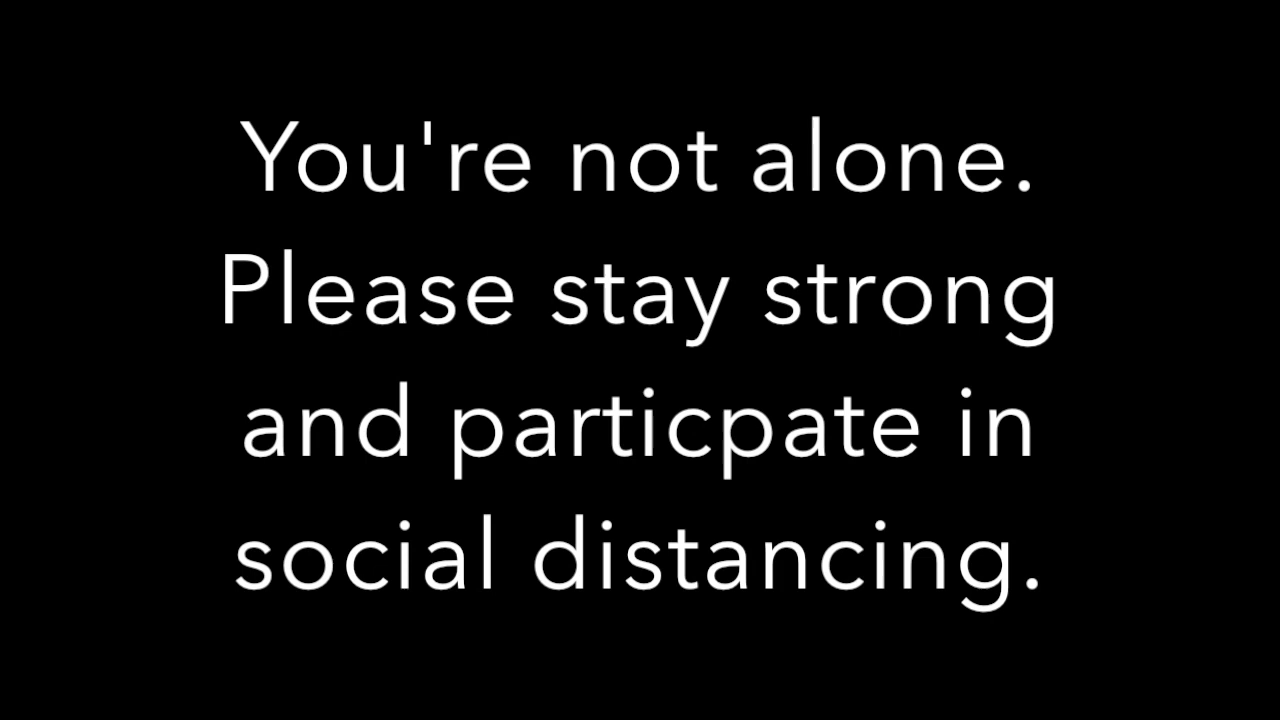 You're not alone.
Please stay strong
and particpate in
social distancing.